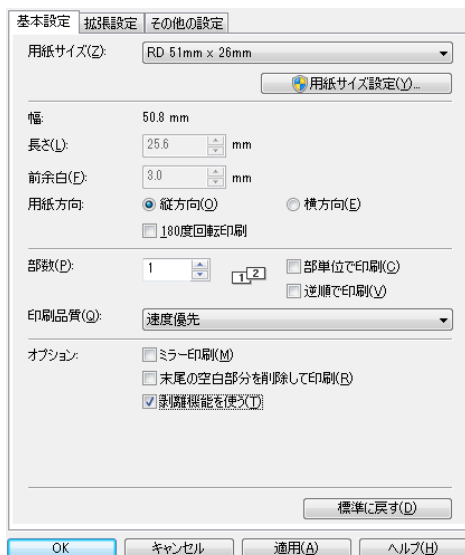 基本設定 拡張設定 その他の設定
用紙サイズ(Z): RD 51mm x 26mm
用紙サイズ設定(Y)...
幅: 50.8 mm
長さ(L): 25.6 mm
前余白(F): 3.0 mm
用紙方向: 縦方向(O) 横方向(E)
180度回転印刷
部数(P): 1 1 2 部単位で印刷(C)
逆順で印刷(V)
印刷品質(Q): 速度優先
オプション: ミラー印刷(M)
末尾の空白部分を削除して印刷(R)
剥離機能を使う(T)
標準に戻す(D)
OK キャンセル 適用(A) ヘルプ(H)